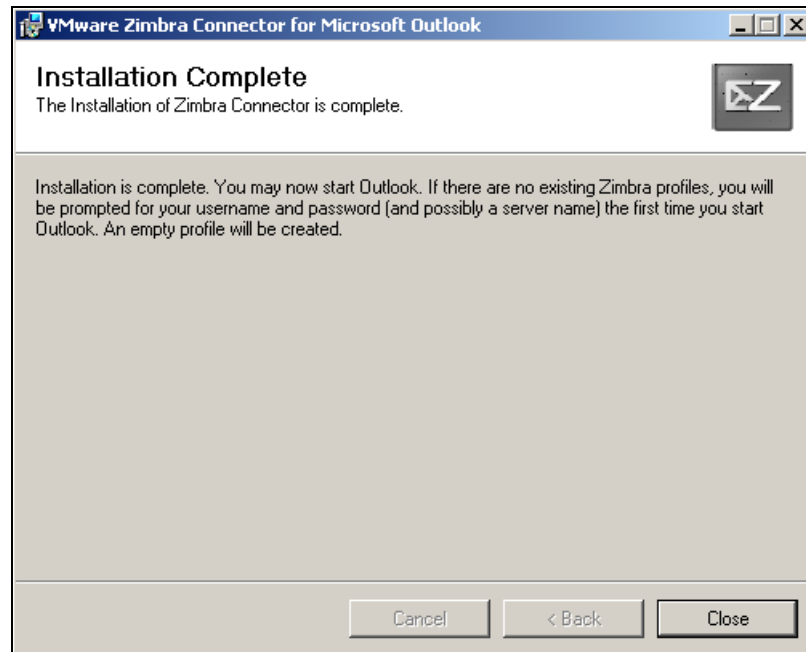 VMware Zimbra Connector for Microsoft Outlook
Installation Complete
The Installation of Zimbra Connector is complete.
Z
Installation is complete. You may now start Outlook. If there are no existing Zimbra profiles, you will
be prompted for your username and password (and possibly a server name) the first time you start
Outlook. An empty profile will be created.
Cancel
< Back
Close